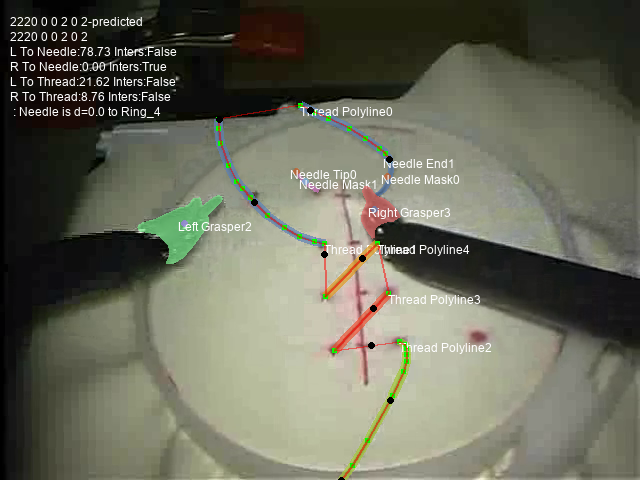 2220 0 0 2 0 2-predicted
2220 0 0 2 0 2
L To Needle:78.73 Inters:False
R To Needle:0.00 Inters:True
L To Thread:21.62 Inters:False
R To Thread:8.76 Inters:False
: Needle is d=0.0 to Ring_4
Thread Polyline0
Needle End1
Needle Tip0
Needle Mask0
Needle Mask1
Right Grasper3
Left Grasper2
Thread Polyline4
Thread Polyline3
Thread Polyline2